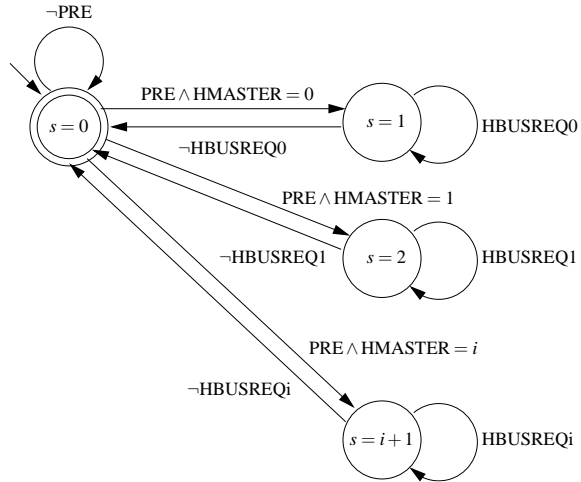 ¬PRE
s = 0
PRE ∧ HMASTER = 0
s = 1
HBUSREQ0
¬HBUSREQ0
PRE ∧ HMASTER = 1
¬HBUSREQ1
s = 2
HBUSREQ1
PRE ∧ HMASTER = i
¬HBUSREQi
s = i + 1
HBUSREQi